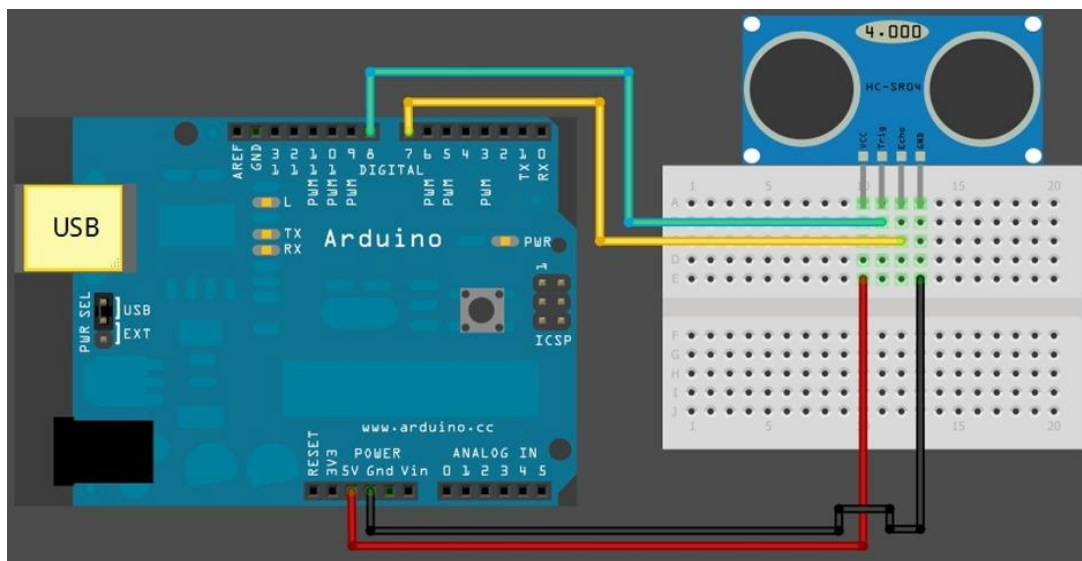 4.000
HC-SR04
VCC
Trig
Echo
GND
AREF
GND
13
12
11
10
9
8
7
6
5
4
3
2
1
0
PWM
PWM
PWM
PWM
PWM
PWM
TX
RX
DIGITAL
USB
L
TX
RX
Arduino
PWR
1
ICSP
PWR SEL
USB
EXT
www.arduino.cc
POWER
ANALOG IN
RESET
3V3
5V Gnd Vin
0 1 2 3 4 5
1 5 10 15 20
A
D
E
F
G
H
I
J
1 5 15 20